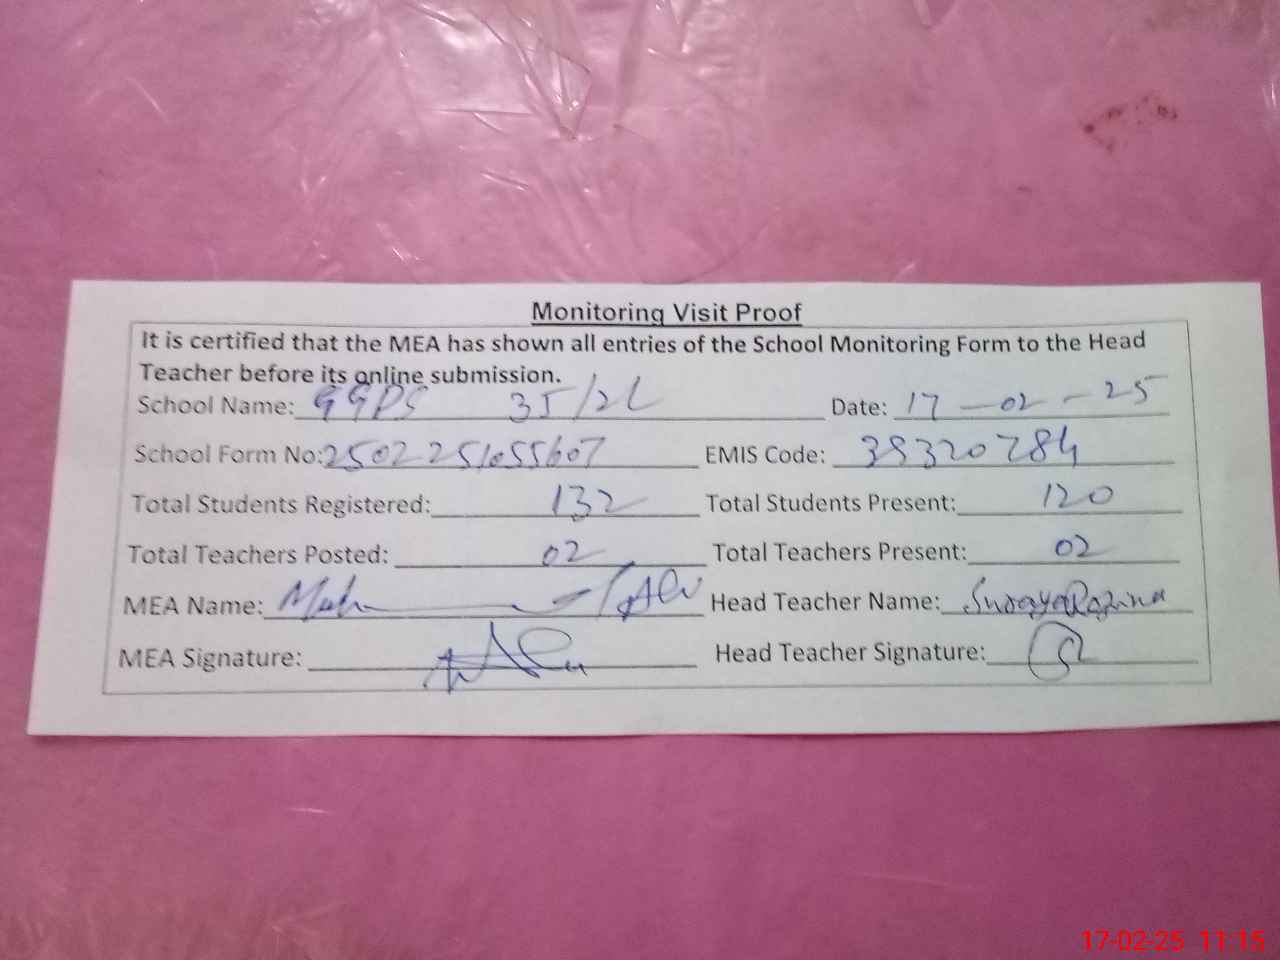 Monitoring Visit Proof
It is certified that the MEA has shown all entries of the School Monitoring Form to the Head
Teacher before its online submission.
School Name: GGPS 35/2L Date: 17-02-25
School Form No: 2502251055607 EMIS Code: 39320784
Total Students Registered: 132 Total Students Present: 120
Total Teachers Posted: 02 Total Teachers Present: 02
MEA Name: Head Teacher Name: Suraya Rozina
MEA Signature: Head Teacher Signature:
17-02-25 11:15